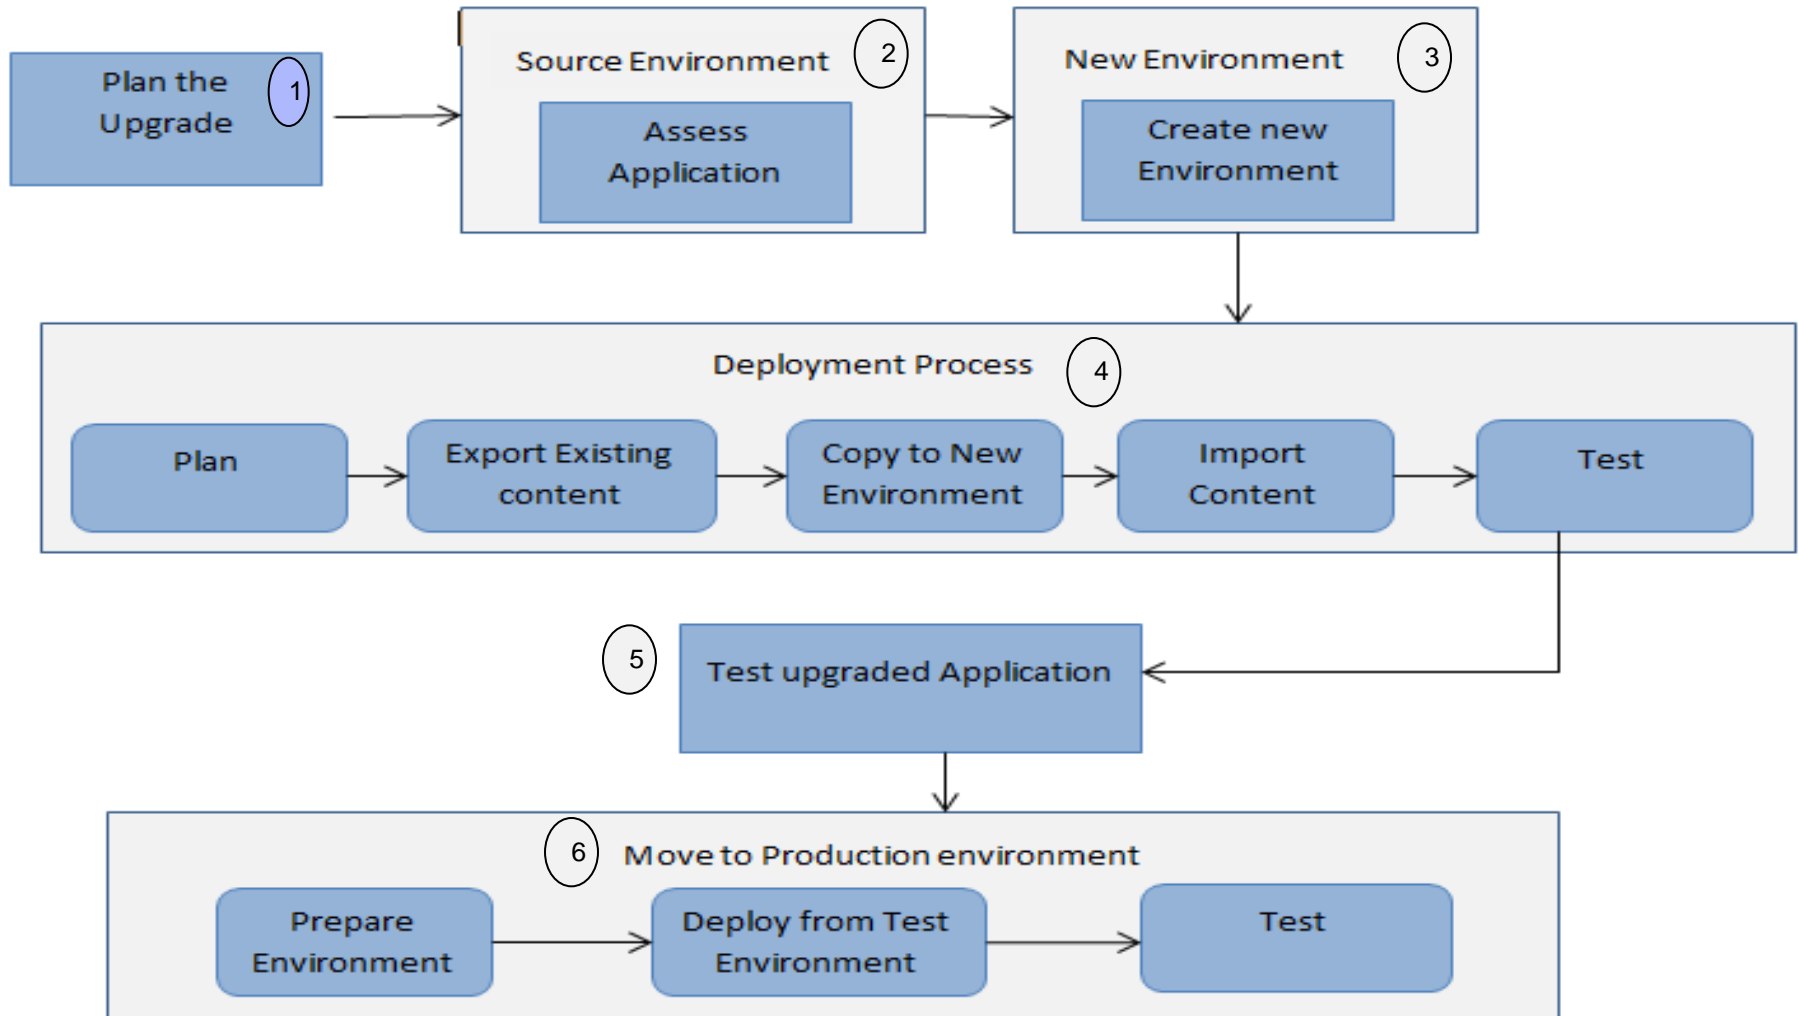 Plan the
Upgrade
1
Source Environment
2
Assess
Application
New Environment
3
Create new
Environment
Deployment Process
4
Plan
Export Existing
content
Copy to New
Environment
Import
Content
Test
5
Test upgraded Application
6
Move to Production environment
Prepare
Environment
Deploy from Test
Environment
Test